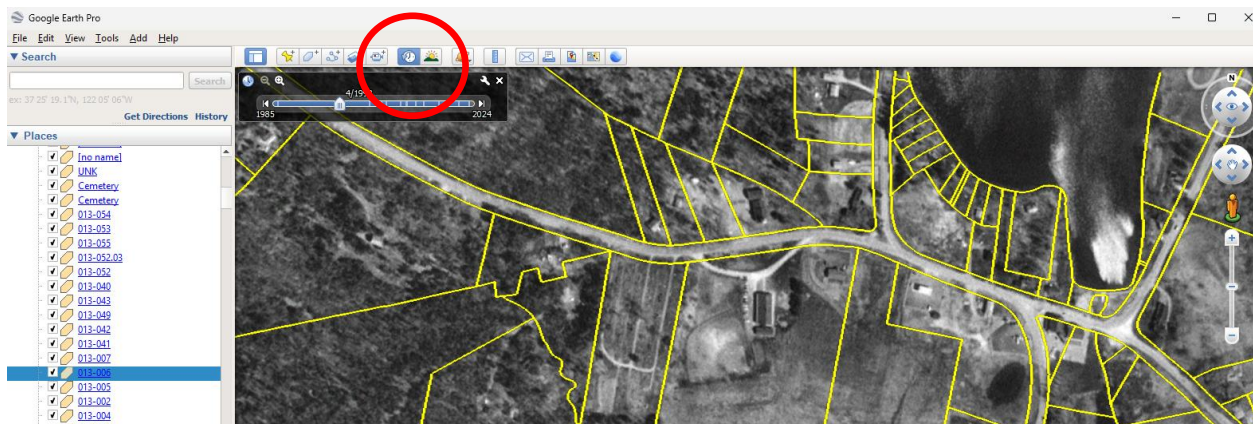 Google Earth Pro
File Edit View Tools Add Help
▼ Search
Search
ex: 37 25' 19.1"N, 122 05' 06"W
Get Directions History
▼ Places
[no name]
UNK
Cemetery
Cemetery
013-054
013-053
013-055
013-052.03
013-052
013-040
013-043
013-049
013-042
013-041
013-007
013-006
013-005
013-002
013-004
1985
2024
N